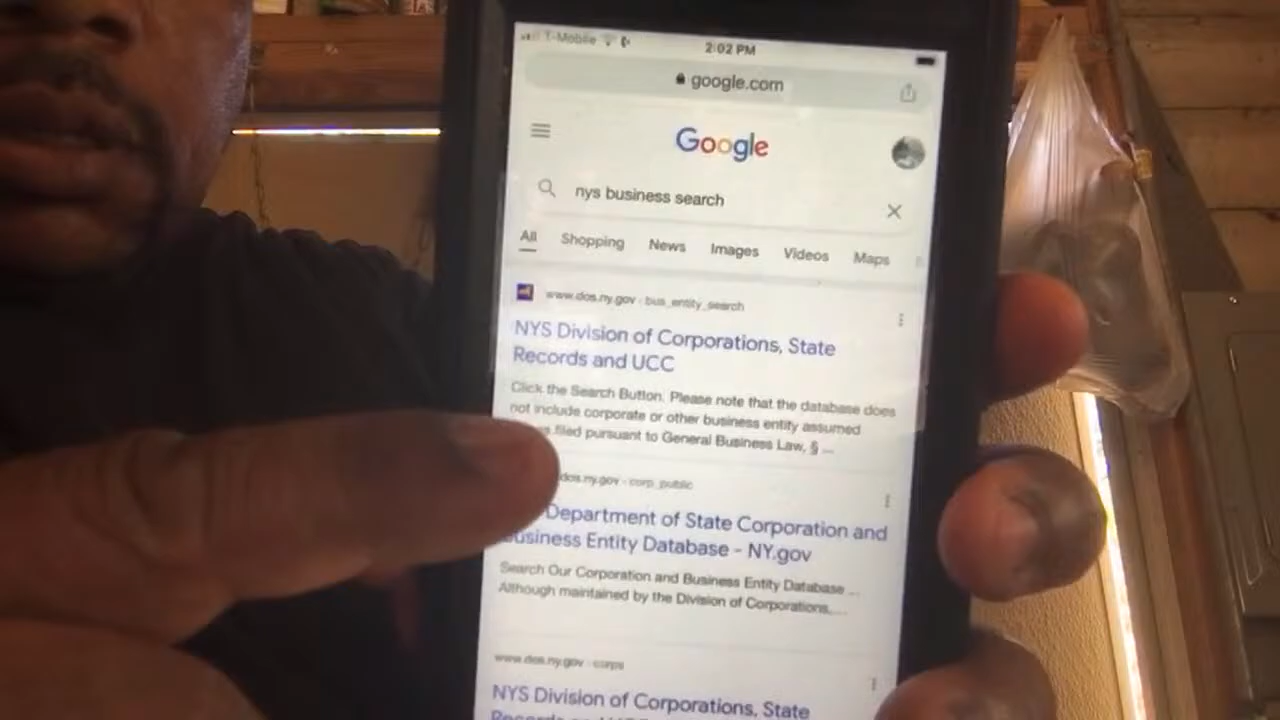 T-Mobile
2:02 PM
google.com
Google
nys business search
All Shopping News Images Videos Maps
www.dos.ny.gov › bus_entity_search
NYS Division of Corporations, State
Records and UCC
Click the Search Button. Please note that the database does
not include corporate or other business entity assumed
filed pursuant to General Business Law, § ...
dos.ny.gov › corp_public
Department of State Corporation and
Business Entity Database - NY.gov
Search Our Corporation and Business Entity Database ...
Although maintained by the Division of Corporations, ...
www.dos.ny.gov › corps
NYS Division of Corporations, State